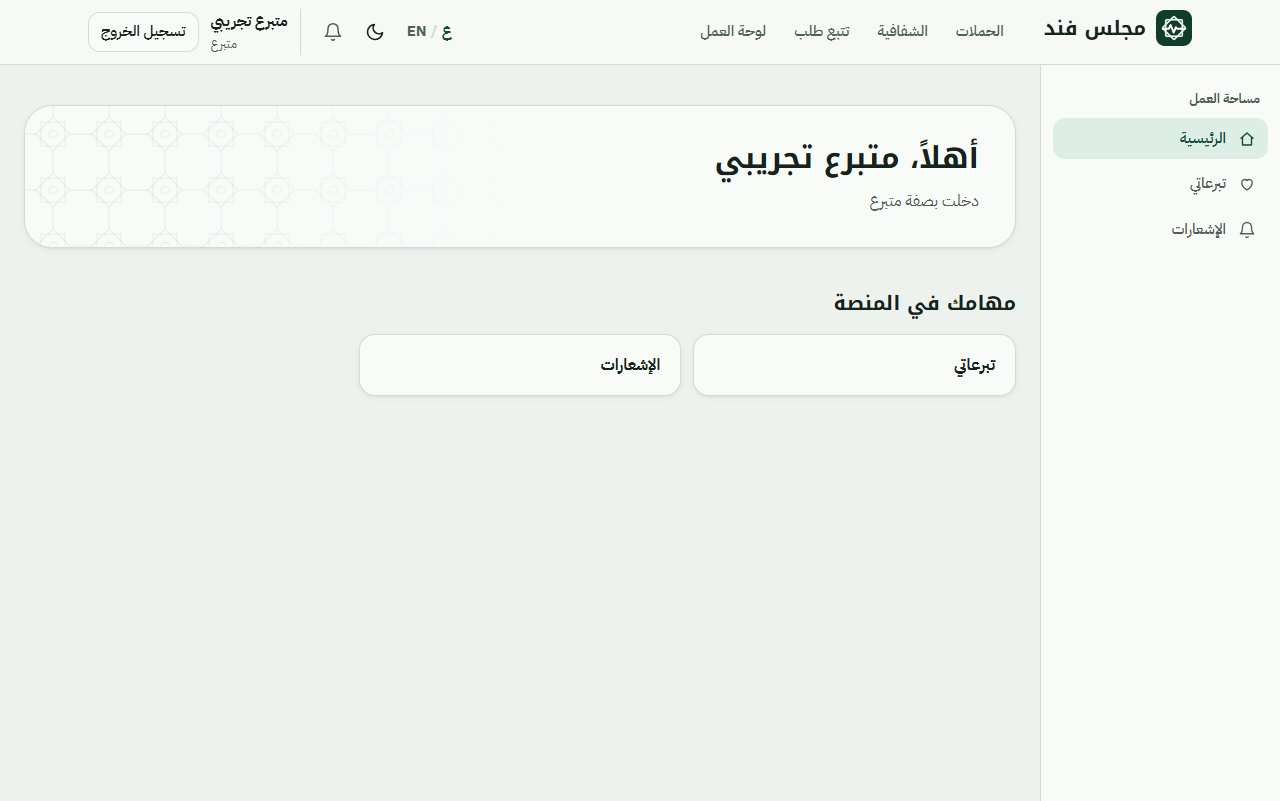 مجلس فند
الحملات
الشفافية
تتبع طلب
لوحة العمل
ع / EN
متبرع تجريبي
متبرع
تسجيل الخروج
مساحة العمل
الرئيسية
تبرعاتي
الإشعارات
أهلاً، متبرع تجريبي
دخلت بصفة متبرع
مهامك في المنصة
تبرعاتي
الإشعارات